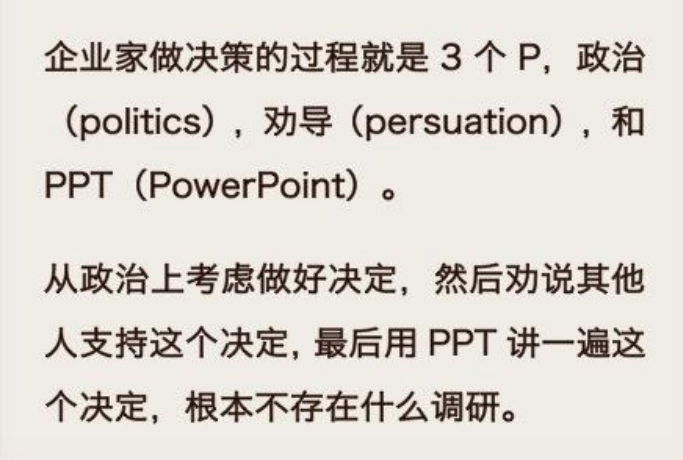 企业家做决策的过程就是 3 个 P，政治
（politics），劝导（persuation），和
PPT（PowerPoint）。
从政治上考虑做好决定，然后劝说其他
人支持这个决定, 最后用 PPT 讲一遍这
个决定，根本不存在什么调研。